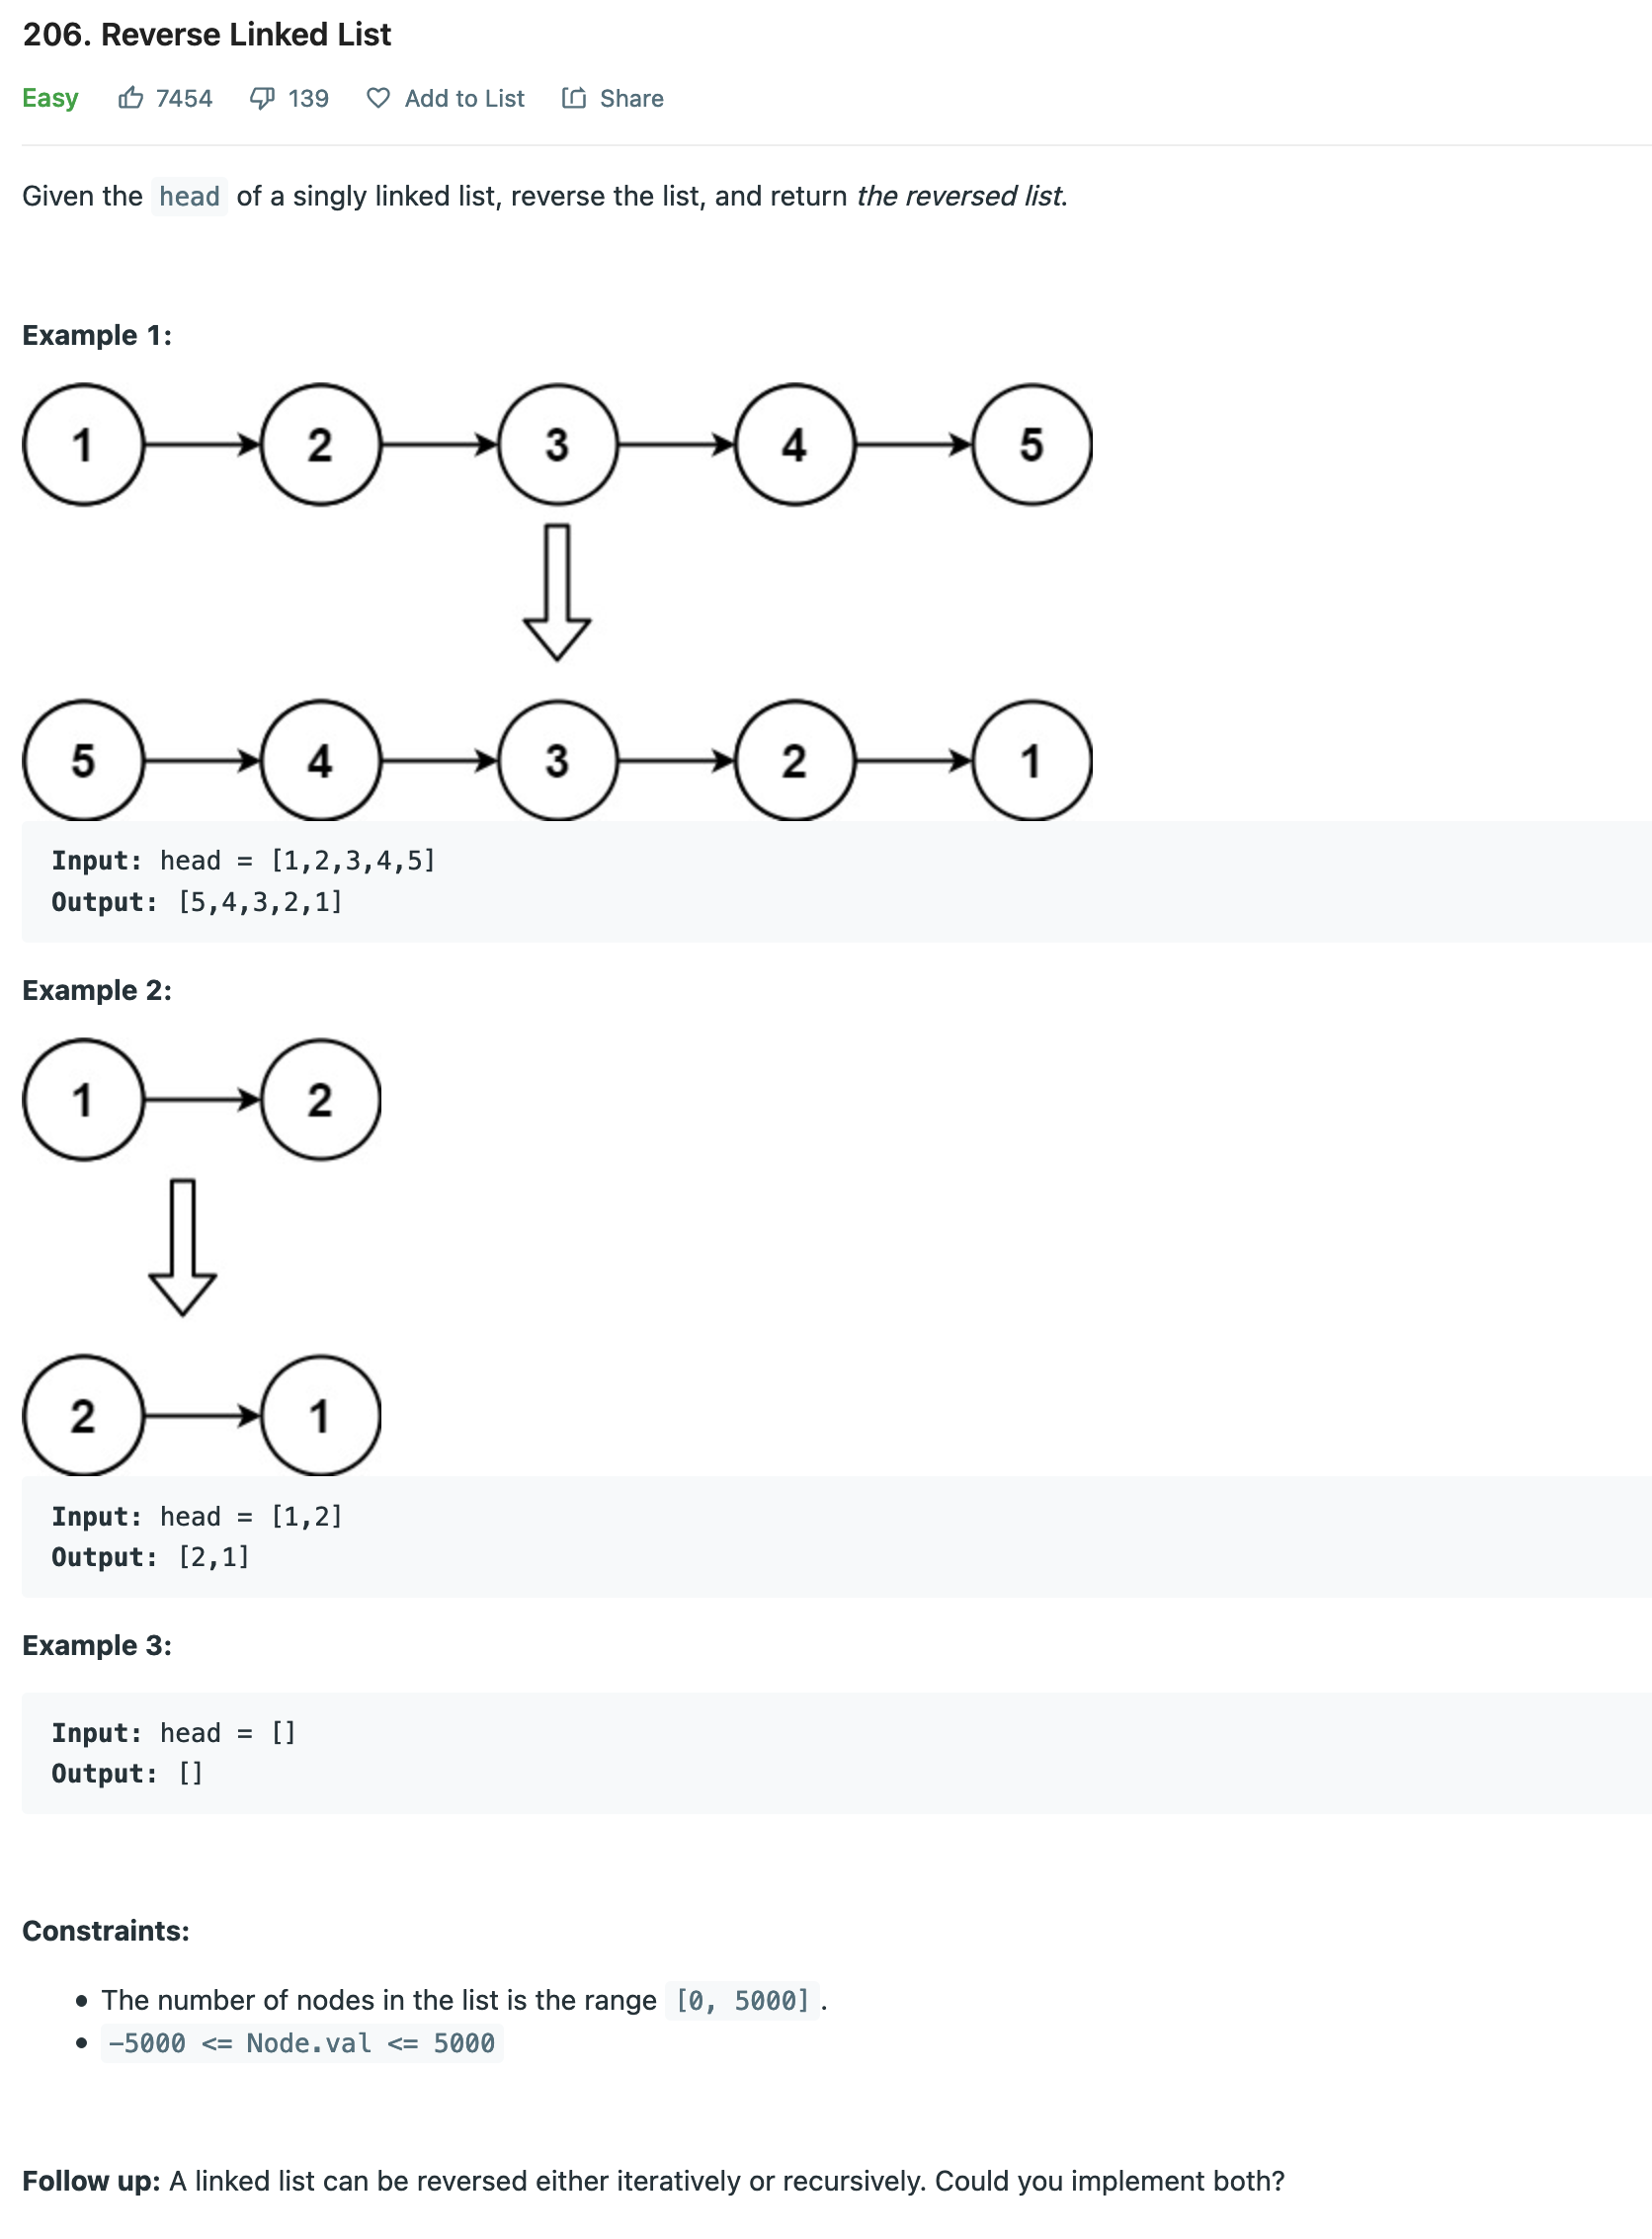 206. Reverse Linked List
Easy 7454 139 Add to List Share
Given the head of a singly linked list, reverse the list, and return the reversed list.
Example 1:
1 2 3 4 5
5 4 3 2 1
Input: head = [1,2,3,4,5]
Output: [5,4,3,2,1]
Example 2:
1 2
2 1
Input: head = [1,2]
Output: [2,1]
Example 3:
Input: head = []
Output: []
Constraints:
• The number of nodes in the list is the range [0, 5000] .
• -5000 <= Node.val <= 5000
Follow up: A linked list can be reversed either iteratively or recursively. Could you implement both?